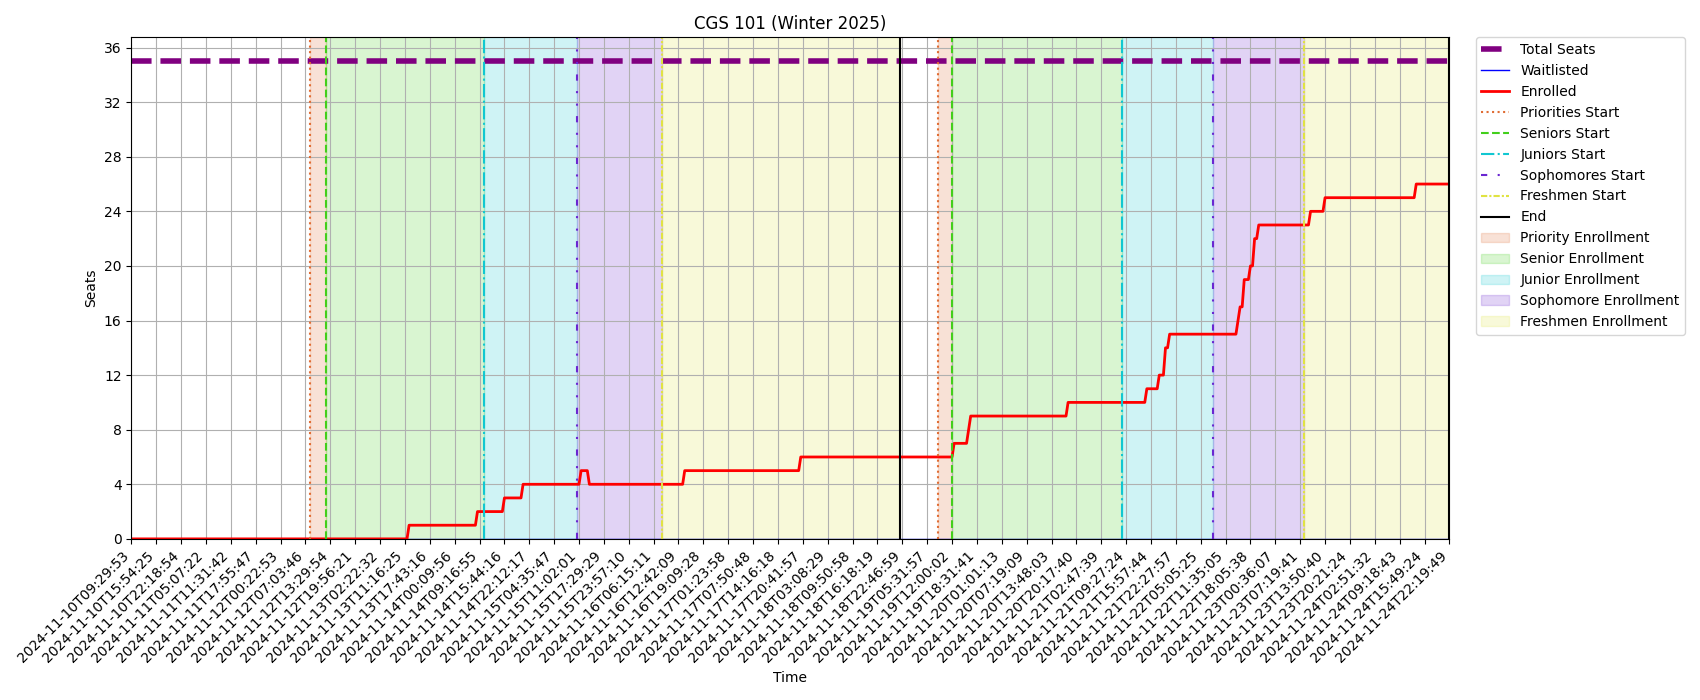 CGS 101 (Winter 2025)
Seats
36
32
28
24
20
16
12
8
4
0
2024-11-10T09:29:53
2024-11-10T15:54:25
2024-11-10T22:18:54
2024-11-11T05:07:22
2024-11-11T11:31:42
2024-11-11T17:55:47
2024-11-12T00:22:53
2024-11-12T07:03:46
2024-11-12T13:29:54
2024-11-12T19:56:21
2024-11-13T02:22:32
2024-11-13T11:16:25
2024-11-13T17:43:16
2024-11-14T00:09:56
2024-11-14T09:16:55
2024-11-14T15:44:16
2024-11-14T22:12:17
2024-11-15T04:35:47
2024-11-15T11:02:01
2024-11-15T17:29:29
2024-11-15T23:57:10
2024-11-16T06:15:11
2024-11-16T12:42:09
2024-11-16T19:09:28
2024-11-17T01:23:58
2024-11-17T07:50:48
2024-11-17T14:16:18
2024-11-17T20:41:57
2024-11-18T03:08:29
2024-11-18T09:50:58
2024-11-18T16:18:19
2024-11-18T22:46:59
2024-11-19T05:31:57
2024-11-19T12:00:02
2024-11-19T18:31:41
2024-11-20T01:01:13
2024-11-20T07:19:09
2024-11-20T13:48:03
2024-11-20T20:17:40
2024-11-21T02:47:39
2024-11-21T09:27:24
2024-11-21T15:57:44
2024-11-21T22:27:57
2024-11-22T05:05:25
2024-11-22T11:35:05
2024-11-22T18:05:38
2024-11-23T00:36:07
2024-11-23T07:19:41
2024-11-23T13:50:40
2024-11-23T20:21:24
2024-11-24T02:51:32
2024-11-24T09:18:43
2024-11-24T15:49:24
2024-11-24T22:19:49
Time
Total Seats
Waitlisted
Enrolled
Priorities Start
Seniors Start
Juniors Start
Sophomores Start
Freshmen Start
End
Priority Enrollment
Senior Enrollment
Junior Enrollment
Sophomore Enrollment
Freshmen Enrollment